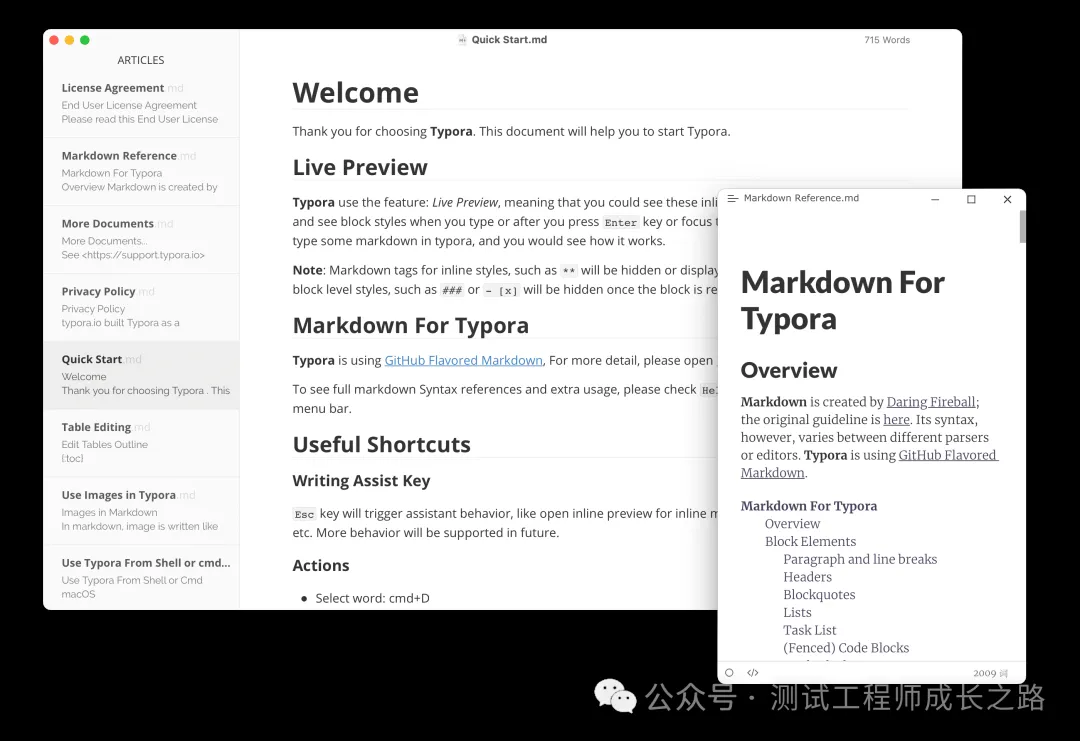 Quick Start.md
715 Words
ARTICLES
License Agreement.md
End User License Agreement
Please read this End User License
Markdown Reference.md
Markdown For Typora
Overview Markdown is created by
More Documents.md
More Documents...
See <https://support.typora.io>
Privacy Policy.md
Privacy Policy
typora.io built Typora as a
Quick Start.md
Welcome
Thank you for choosing Typora . This
Table Editing.md
Edit Tables Outline
[:toc]
Use Images in Typora.md
Images in Markdown
In markdown, image is written like
Use Typora From Shell or cmd...
Use Typora From Shell or Cmd
macOS
Welcome
Thank you for choosing Typora. This document will help you to start Typora.
Live Preview
Typora use the feature: Live Preview, meaning that you could see these inli
and see block styles when you type or after you press Enter key or focus
type some markdown in typora, and you would see how it works.
Note: Markdown tags for inline styles, such as ** will be hidden or display
block level styles, such as ### or - [x] will be hidden once the block is re
Markdown For Typora
Typora is using GitHub Flavored Markdown, For more detail, please open
To see full markdown Syntax references and extra usage, please check Hel
menu bar.
Useful Shortcuts
Writing Assist Key
Esc key will trigger assistant behavior, like open inline preview for inline m
etc. More behavior will be supported in future.
Actions
• Select word: cmd+D
Markdown Reference.md
Markdown For
Typora
Overview
Markdown is created by Daring Fireball;
the original guideline is here. Its syntax,
however, varies between different parsers
or editors. Typora is using GitHub Flavored
Markdown.
Markdown For Typora
Overview
Block Elements
Paragraph and line breaks
Headers
Blockquotes
Lists
Task List
(Fenced) Code Blocks
</>
2009 词
公众号 · 测试工程师成长之路